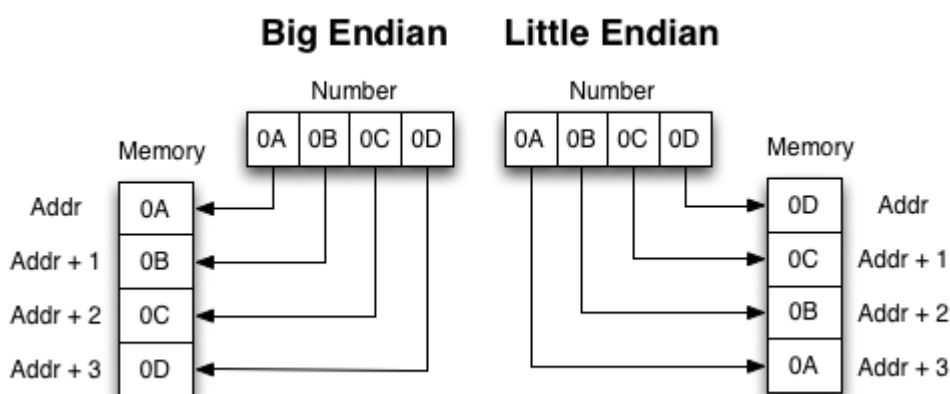 Big Endian Little Endian
Number Number
0A 0B 0C 0D 0A 0B 0C 0D
Memory Memory
Addr 0A 0D Addr
Addr + 1 0B 0C Addr + 1
Addr + 2 0C 0B Addr + 2
Addr + 3 0D 0A Addr + 3